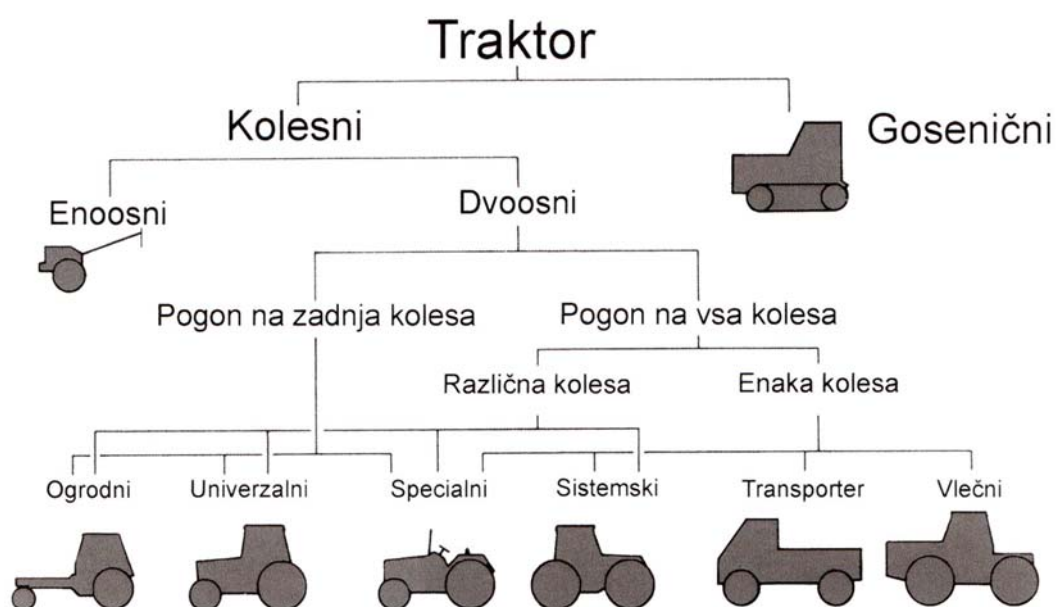 Traktor
Kolesni
Gosenični
Enoosni
Dvoosni
Pogon na zadnja kolesa
Pogon na vsa kolesa
Različna kolesa
Enaka kolesa
Ogrodni
Univerzalni
Specialni
Sistemski
Transporter
Vlečni